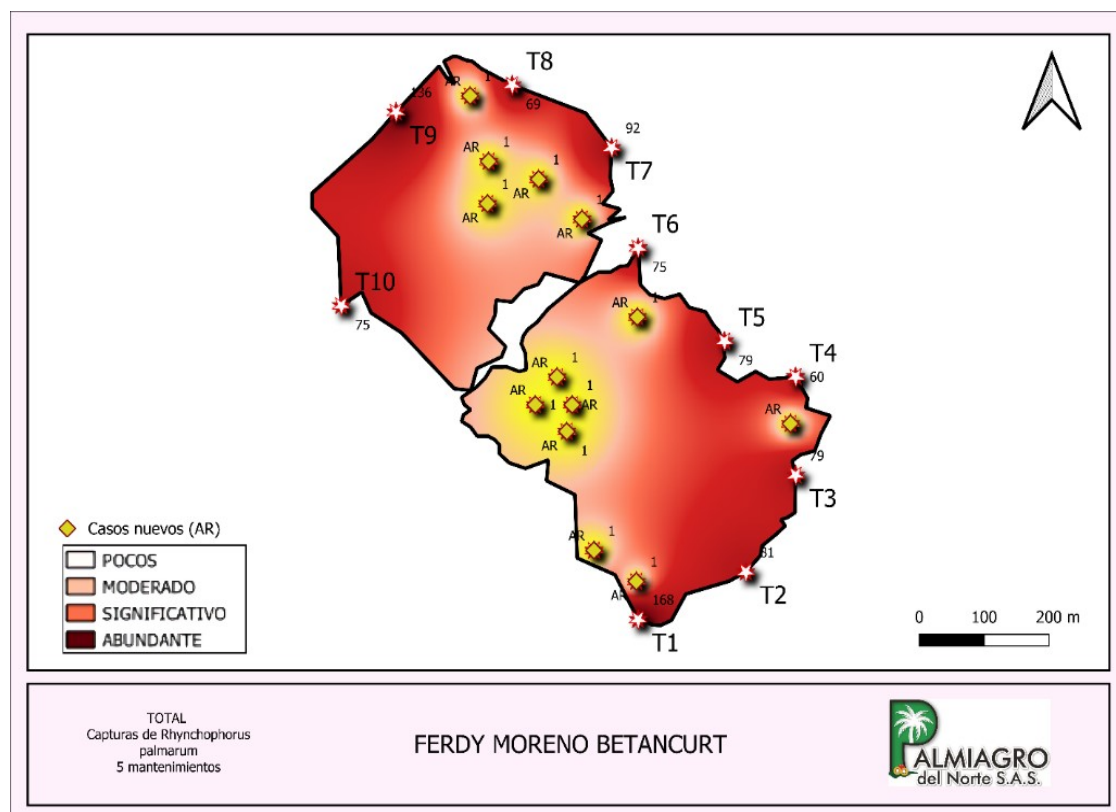 T8
1
AR
136
69
T9
92
1
AR
1
T7
AR
1
AR
1
AR
T6
75
T10
75
1
AR
T5
79
T4
60
1
AR
1
AR
1
AR
AR
1
AR
79
T3
1
AR
T2
1
AR
168
T1
Casos nuevos (AR)
POCOS
MODERADO
SIGNIFICATIVO
ABUNDANTE
0 100 200 m
TOTAL
Capturas de Rhynchophorus
palmarum
5 mantenimientos
FERDY MORENO BETANCURT
PALMIAGRO
del Norte S.A.S.